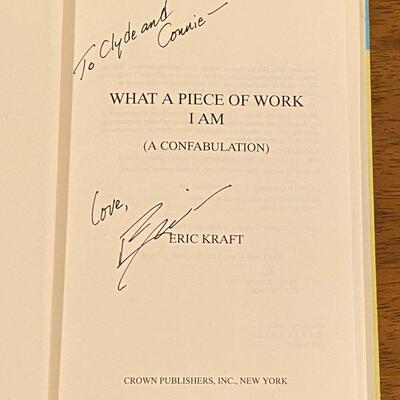 To Clyde and
Connie—
WHAT A PIECE OF WORK
I AM
(A CONFABULATION)
Love,
ERIC KRAFT
CROWN PUBLISHERS, INC., NEW YORK